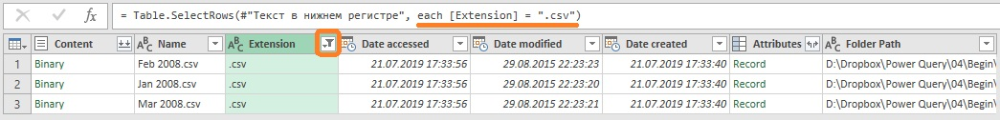 fx = Table.SelectRows(#"Текст в нижнем регистре", each [Extension] = ".csv")
Content ABC Name ABC Extension Date accessed Date modified Date created Attributes ABC Folder Path
1 Binary Feb 2008.csv .csv 21.07.2019 17:33:56 29.08.2015 22:23:23 21.07.2019 17:33:40 Record D:\Dropbox\Power Query\04\Begin\
2 Binary Jan 2008.csv .csv 21.07.2019 17:33:56 29.08.2015 22:23:20 21.07.2019 17:33:40 Record D:\Dropbox\Power Query\04\Begin\
3 Binary Mar 2008.csv .csv 21.07.2019 17:33:56 29.08.2015 22:23:21 21.07.2019 17:33:40 Record D:\Dropbox\Power Query\04\Begin\